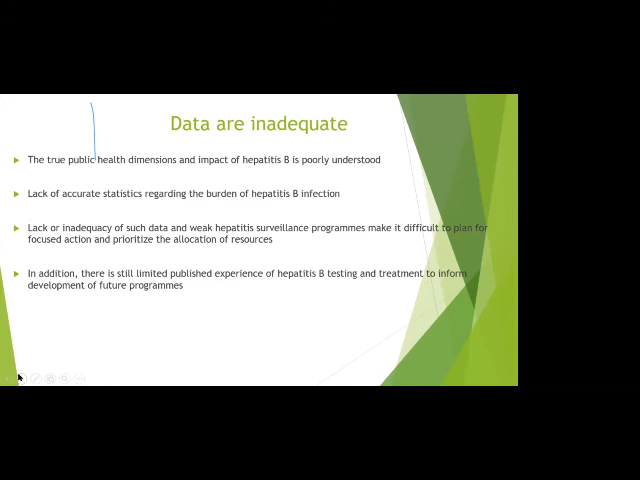 Data are inadequate
The true public health dimensions and impact of hepatitis B is poorly understood
Lack of accurate statistics regarding the burden of hepatitis B infection
Lack or inadequacy of such data and weak hepatitis surveillance programmes make it difficult to plan for
focused action and prioritize the allocation of resources
In addition, there is still limited published experience of hepatitis B testing and treatment to inform
development of future programmes